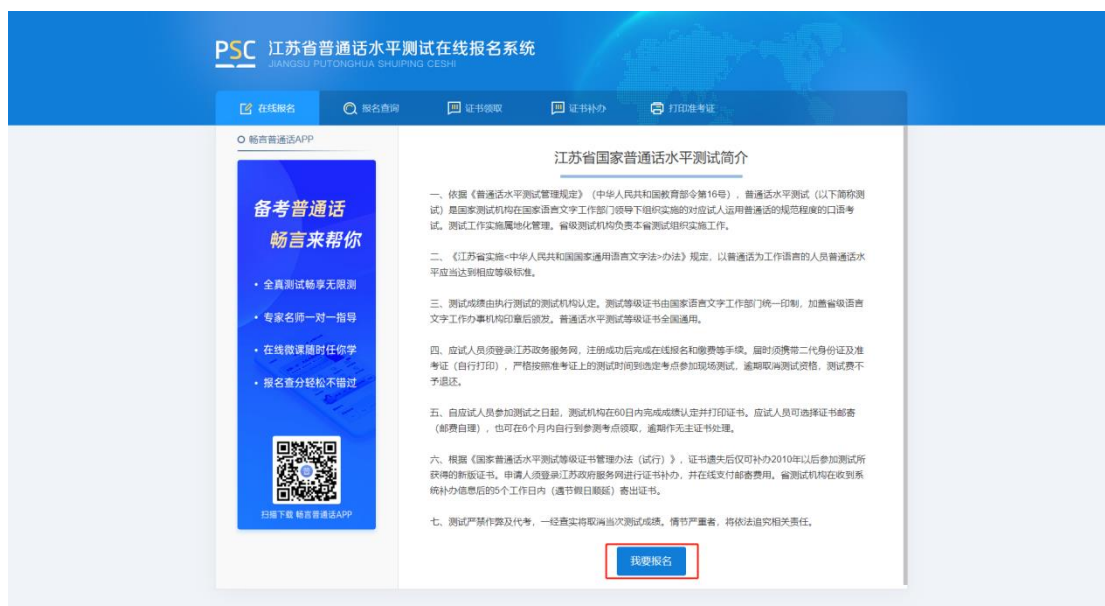 PSC 江苏省普通话水平测试在线报名系统
JIANGSU PUTONGHUA SHUIPING CESHI
在线报名 报名查询 证书领取 证书补办 打印准考证
畅言普通话APP
备考普通话
畅言来帮你
· 全真测试畅享无限测
· 专家名师一对一指导
· 在线微课随时任你学
· 报名查分轻松不错过
扫描下载 畅言普通话APP
江苏省国家普通话水平测试简介
一、依据《普通话水平测试管理规定》（中华人民共和国教育部令第16号），普通话水平测试（以下简称测
试）是国家测试机构在国家语言文字工作部门领导下组织实施的对应试人运用普通话的规范程度的口语考
试。测试工作实施属地化管理。省级测试机构负责本省测试组织实施工作。
二、《江苏省实施<中华人民共和国国家通用语言文字法>办法》规定，以普通话为工作语言的人员普通话水
平应当达到相应等级标准。
三、测试成绩由执行测试的测试机构认定。测试等级证书由国家语言文字工作部门统一印制，加盖省级语言
文字工作办事机构印章后颁发。普通话水平测试等级证书全国通用。
四、应试人员须登录江苏政务服务网，注册成功后完成在线报名和缴费等手续。届时须携带二代身份证及准
考证（自行打印），严格按照准考证上的测试时间到选定考点参加现场测试，逾期取消测试资格，测试费不
予退还。
五、自应试人员参加测试之日起，测试机构在60日内完成成绩认定并打印证书。应试人员可选择证书邮寄
（邮费自理），也可在6个月内自行到参测考点领取，逾期作无主证书处理。
六、根据《国家普通话水平测试等级证书管理办法（试行）》，证书遗失后仅可补办2010年以后参加测试所
获得的新版证书。申请人须登录江苏政府服务网进行证书补办，并在线支付邮寄费用。省测试机构在收到系
统补办信息后的5个工作日内（遇节假日顺延）寄出证书。
七、测试严禁作弊及代考，一经查实将取消当次测试成绩。情节严重者，将依法追究相关责任。
我要报名